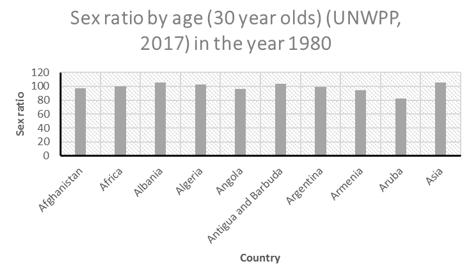 Sex ratio by age (30 year olds) (UNWPP,
2017) in the year 1980
120
100
80
60
40
20
0
Sex ratio
Afghanistan
Africa
Albania
Algeria
Angola
Antigua and Barbuda
Argentina
Armenia
Aruba
Asia
Country